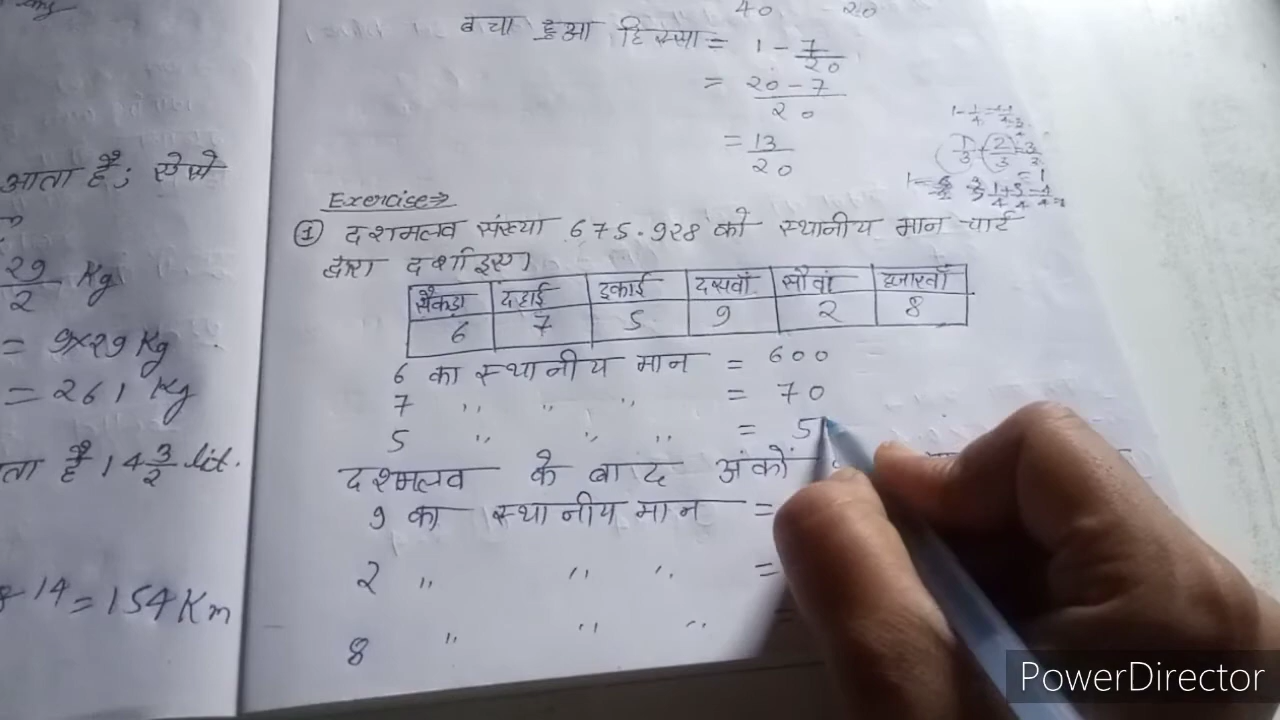 आता है; ऐसे
29/2 Kg
= 9×29 Kg
= 261 Kg
ता है 14 3/2 lit.
14 = 154 Km
40 20
बचा हुआ हिस्सा = 1 - 7/20
= 20 - 7/20
= 13/20
Exercise⇒
① दशमलव संख्या 675.928 को स्थानीय मान चार्ट
द्वारा दर्शाइए।
सैकड़ा दहाई इकाई दसवाँ सौवां हजारवाँ
6 7 5 9 2 8
6 का स्थानीय मान = 600
7 ,, ,, ,, = 70
5 ,, ,, ,, = 5
दशमलव के बाद अंकों
9 का स्थानीय मान =
2 ,, ,, ,, =
8 ,, ,, ,,
PowerDirector